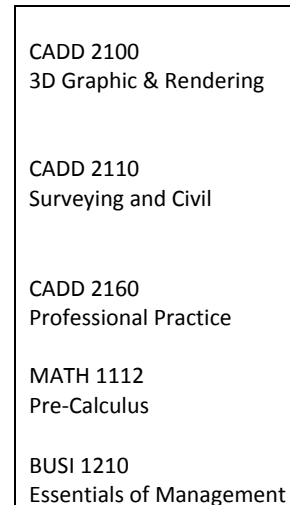 CADD 2100
3D Graphic & Rendering
CADD 2110
Surveying and Civil
CADD 2160
Professional Practice
MATH 1112
Pre-Calculus
BUSI 1210
Essentials of Management